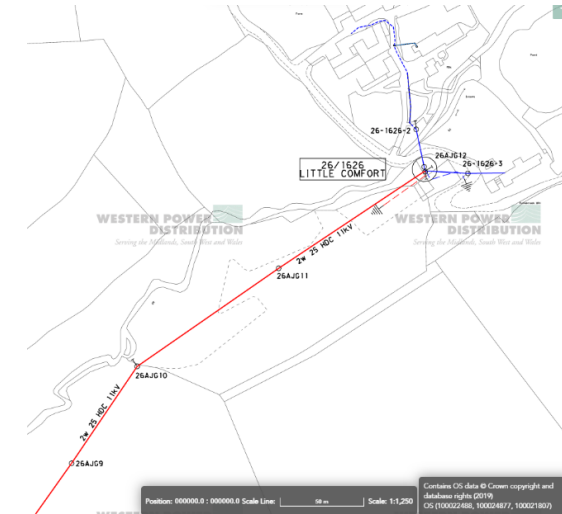 26-1626-2
26AJG12
26/1626
LITTLE COMFORT
26-1626-3
WESTERN POWER
DISTRIBUTION
Serving the Midlands, South West and Wales
WESTERN POWER
DISTRIBUTION
Serving the Midlands, South West and Wales
2W 25 HDC 11KV
26AJG11
26AJG10
2W 25 HDC 11KV
26AJG9
Position: 000000.0 : 000000.0 Scale Line: 50 m Scale: 1:1,250
Contains OS data © Crown copyright and
database rights (2019)
OS (100022488, 100024877, 100021807)